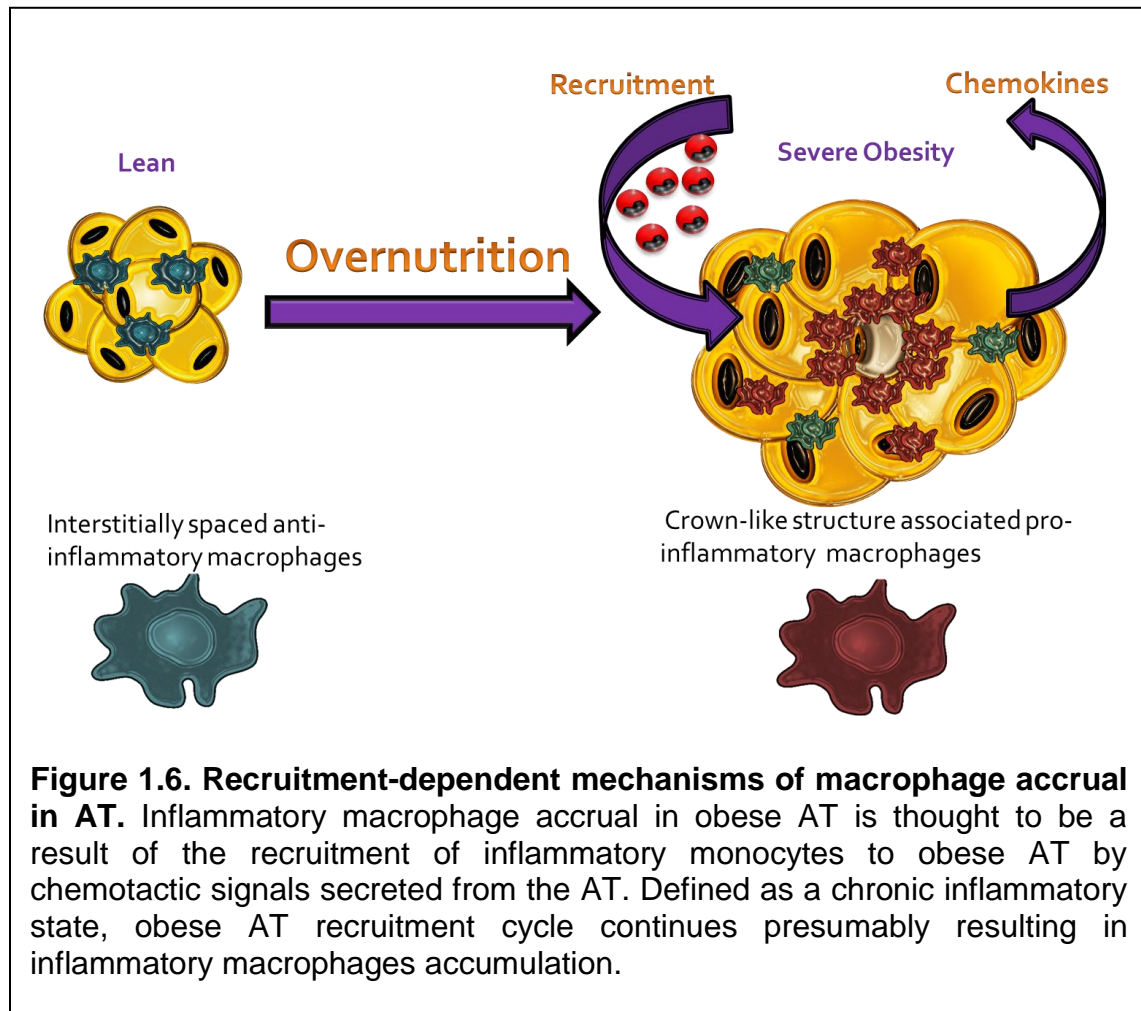 Recruitment
Chemokines
Lean
Severe Obesity
Overnutrition
Interstitially spaced anti-
inflammatory macrophages
Crown-like structure associated pro-
inflammatory macrophages
Figure 1.6. Recruitment-dependent mechanisms of macrophage accrual
in AT. Inflammatory macrophage accrual in obese AT is thought to be a
result of the recruitment of inflammatory monocytes to obese AT by
chemotactic signals secreted from the AT. Defined as a chronic inflammatory
state, obese AT recruitment cycle continues presumably resulting in
inflammatory macrophages accumulation.